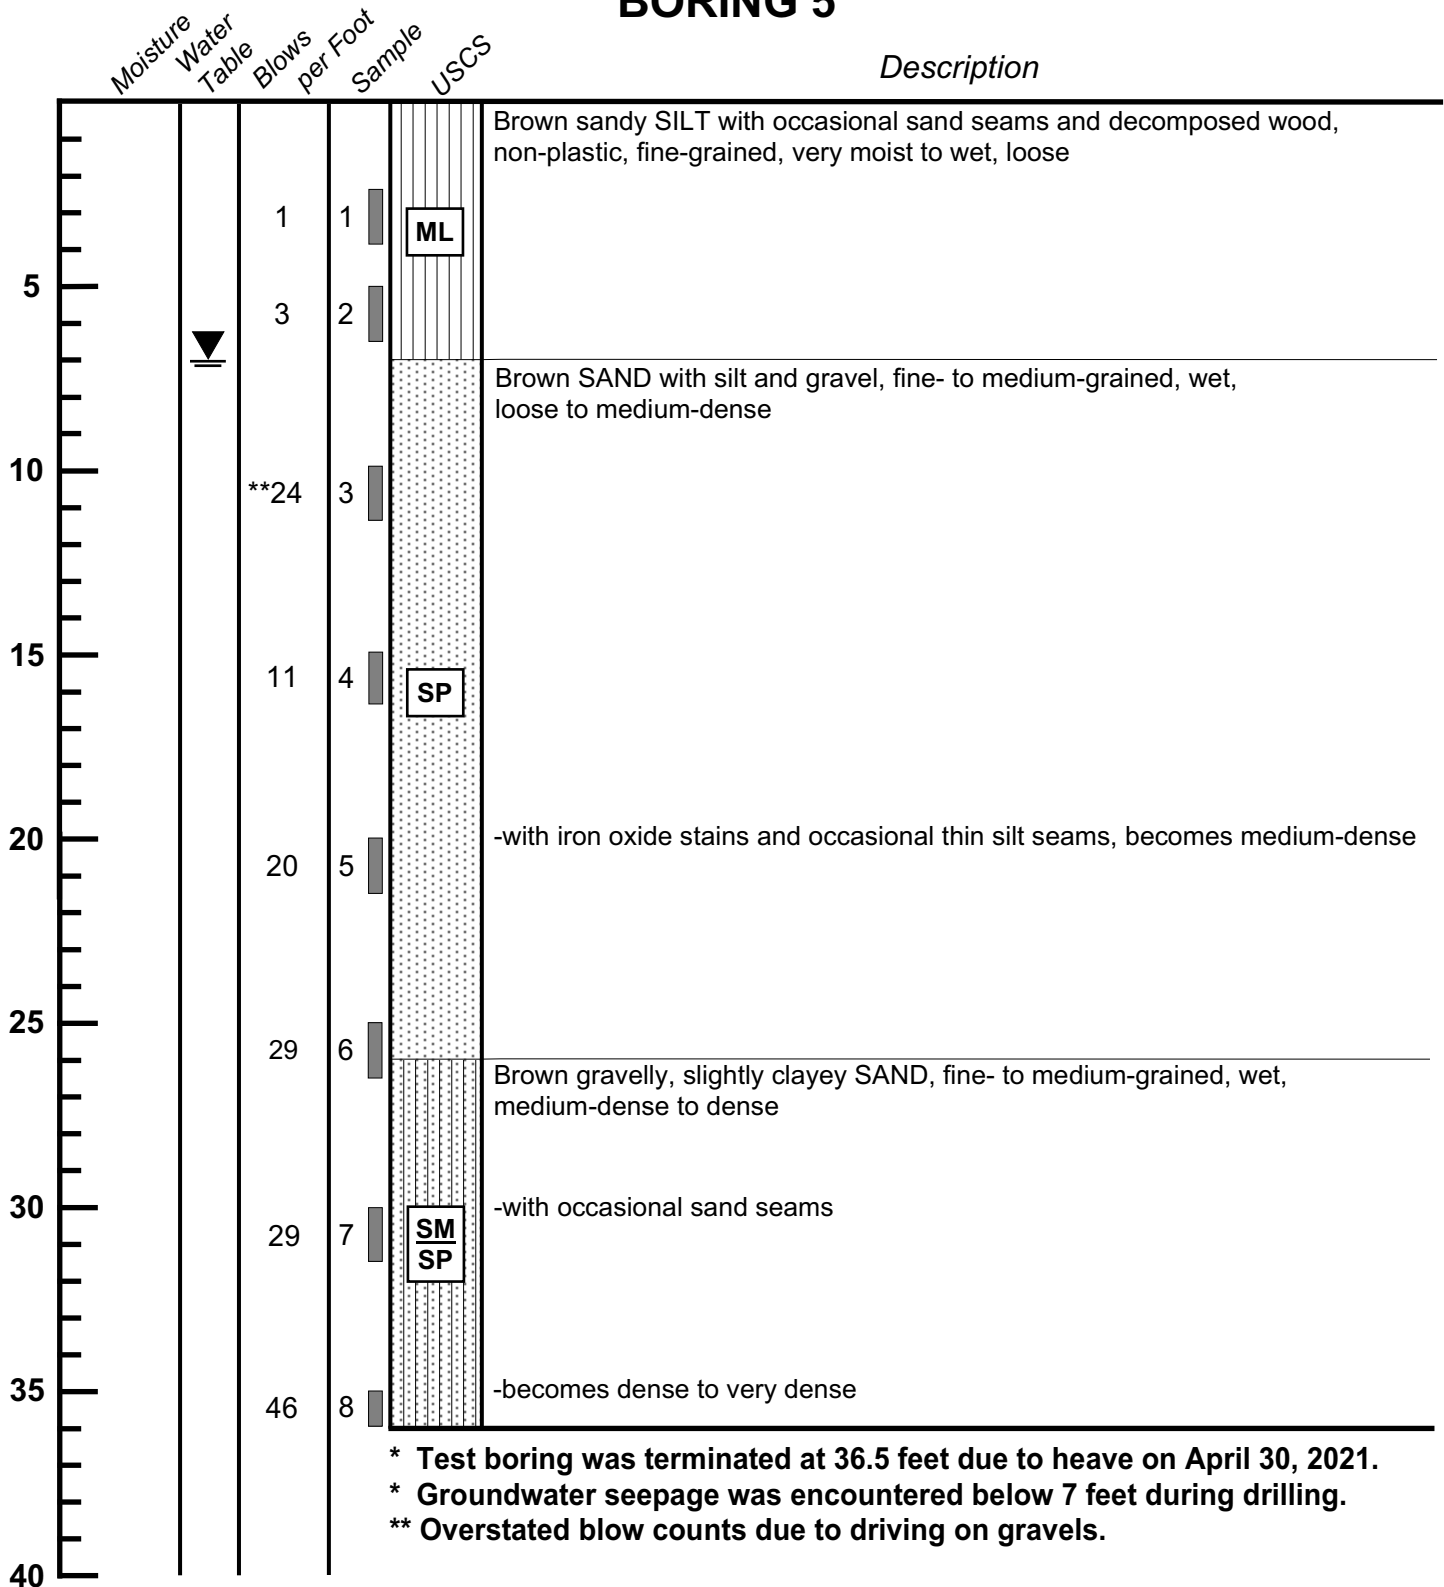 BORING 5
Moisture
Water
Table
Blows
per Foot
Sample
USCS
Description
Brown sandy SILT with occasional sand seams and decomposed wood,
non-plastic, fine-grained, very moist to wet, loose
1 1
ML
5
3 2
Brown SAND with silt and gravel, fine- to medium-grained, wet,
loose to medium-dense
10
**24 3
15
11 4
SP
20
-with iron oxide stains and occasional thin silt seams, becomes medium-dense
20 5
25
29 6
Brown gravelly, slightly clayey SAND, fine- to medium-grained, wet,
medium-dense to dense
30
-with occasional sand seams
29 7
SM
SP
35
-becomes dense to very dense
46 8
* Test boring was terminated at 36.5 feet due to heave on April 30, 2021.
* Groundwater seepage was encountered below 7 feet during drilling.
** Overstated blow counts due to driving on gravels.
40